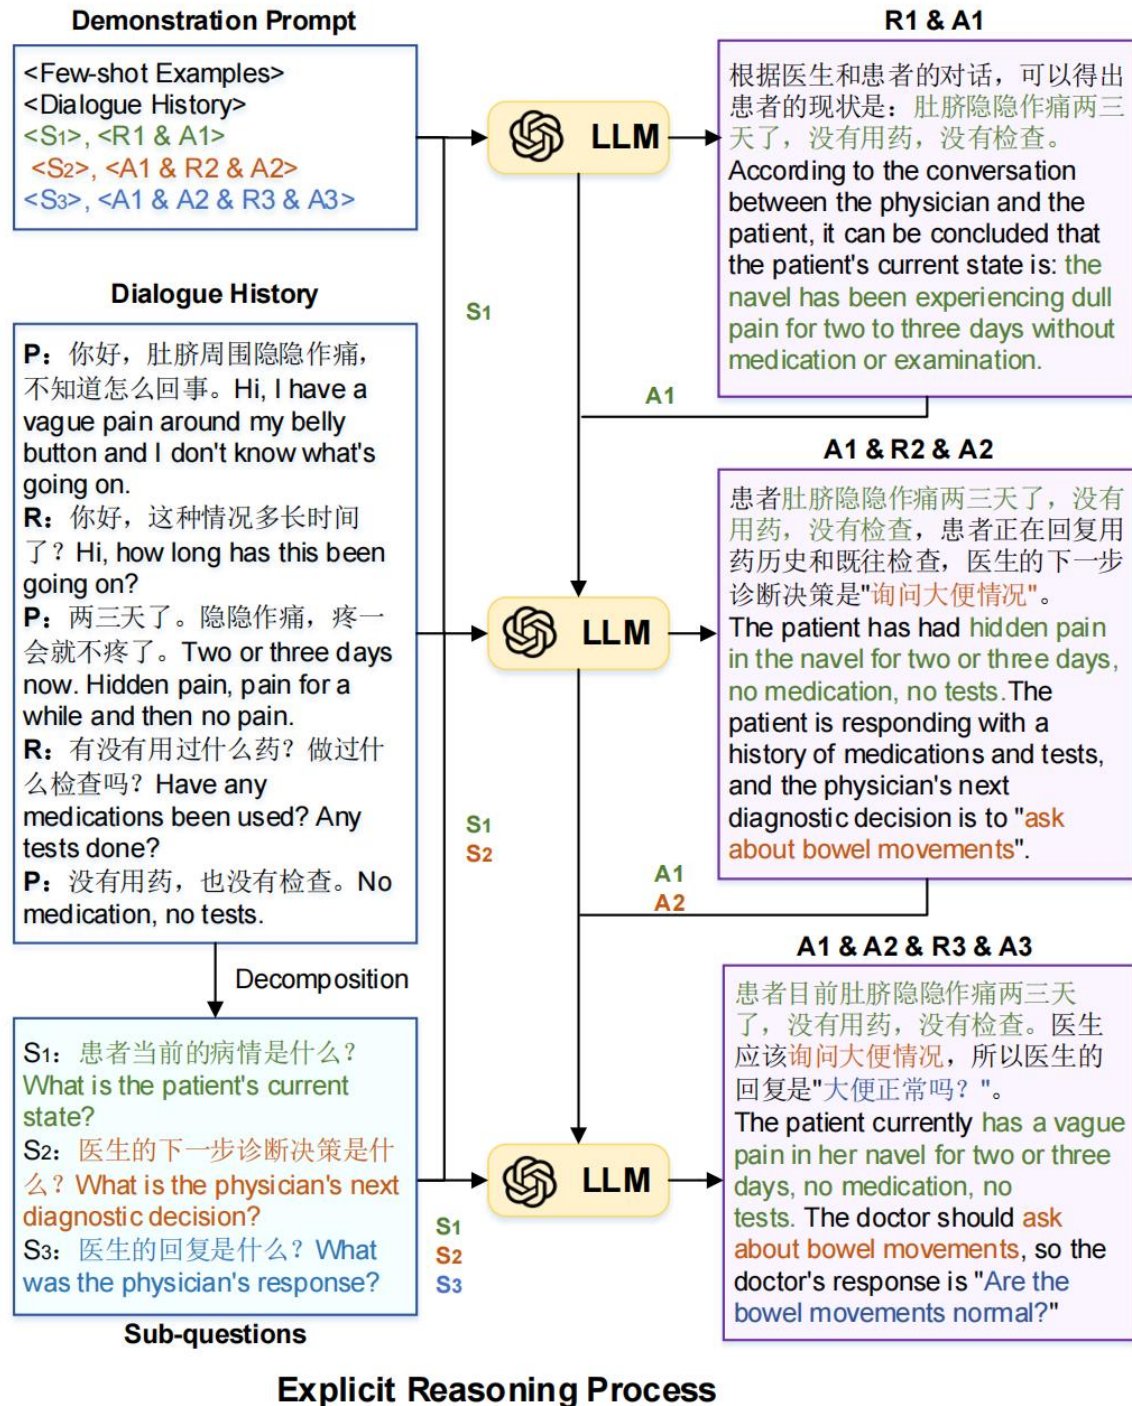 Demonstration Prompt
<Few-shot Examples>
<Dialogue History>
<S1>, <R1 & A1>
<S2>, <A1 & R2 & A2>
<S3>, <A1 & A2 & R3 & A3>
Dialogue History
P：你好，肚脐周围隐隐作痛，
不知道怎么回事。Hi, I have a
vague pain around my belly
button and I don't know what's
going on.
R：你好，这种情况多长时间
了？Hi, how long has this been
going on?
P：两三天了。隐隐作痛，疼一
会就不疼了。Two or three days
now. Hidden pain, pain for a
while and then no pain.
R：有没有用过什么药？做过什
么检查吗？Have any
medications been used? Any
tests done?
P：没有用药，也没有检查。No
medication, no tests.
Decomposition
S1：患者当前的病情是什么？
What is the patient's current
state?
S2：医生的下一步诊断决策是什
么？What is the physician's next
diagnostic decision?
S3：医生的回复是什么？What
was the physician's response?
Sub-questions
LLM
S1
A1
LLM
S1
S2
A1
A2
LLM
S1
S2
S3
R1 & A1
根据医生和患者的对话，可以得出
患者的现状是：肚脐隐隐作痛两三
天了，没有用药，没有检查。
According to the conversation
between the physician and the
patient, it can be concluded that
the patient's current state is: the
navel has been experiencing dull
pain for two to three days without
medication or examination.
A1 & R2 & A2
患者肚脐隐隐作痛两三天了，没有
用药，没有检查，患者正在回复用
药历史和既往检查，医生的下一步
诊断决策是"询问大便情况"。
The patient has had hidden pain
in the navel for two or three days,
no medication, no tests.The
patient is responding with a
history of medications and tests,
and the physician's next
diagnostic decision is to "ask
about bowel movements".
A1 & A2 & R3 & A3
患者目前肚脐隐隐作痛两三天
了，没有用药，没有检查。医生
应该询问大便情况，所以医生的
回复是"大便正常吗？"。
The patient currently has a vague
pain in her navel for two or three
days, no medication, no
tests. The doctor should ask
about bowel movements, so the
doctor's response is "Are the
bowel movements normal?"
Explicit Reasoning Process